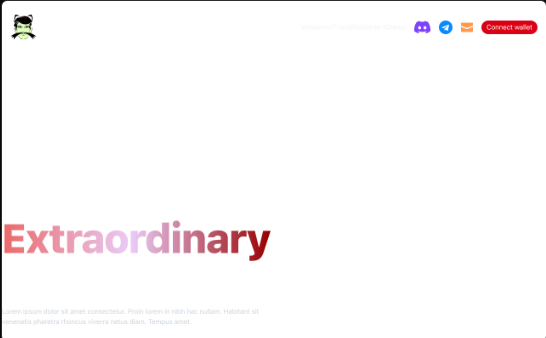 Connect wallet
Extraordinary
Lorem ipsum dolor sit amet consectetur. Proin lorem in nibh hac nullam. Habitant sit
venenatis pharetra rhoncus viverra netus diam. Tempus amet.